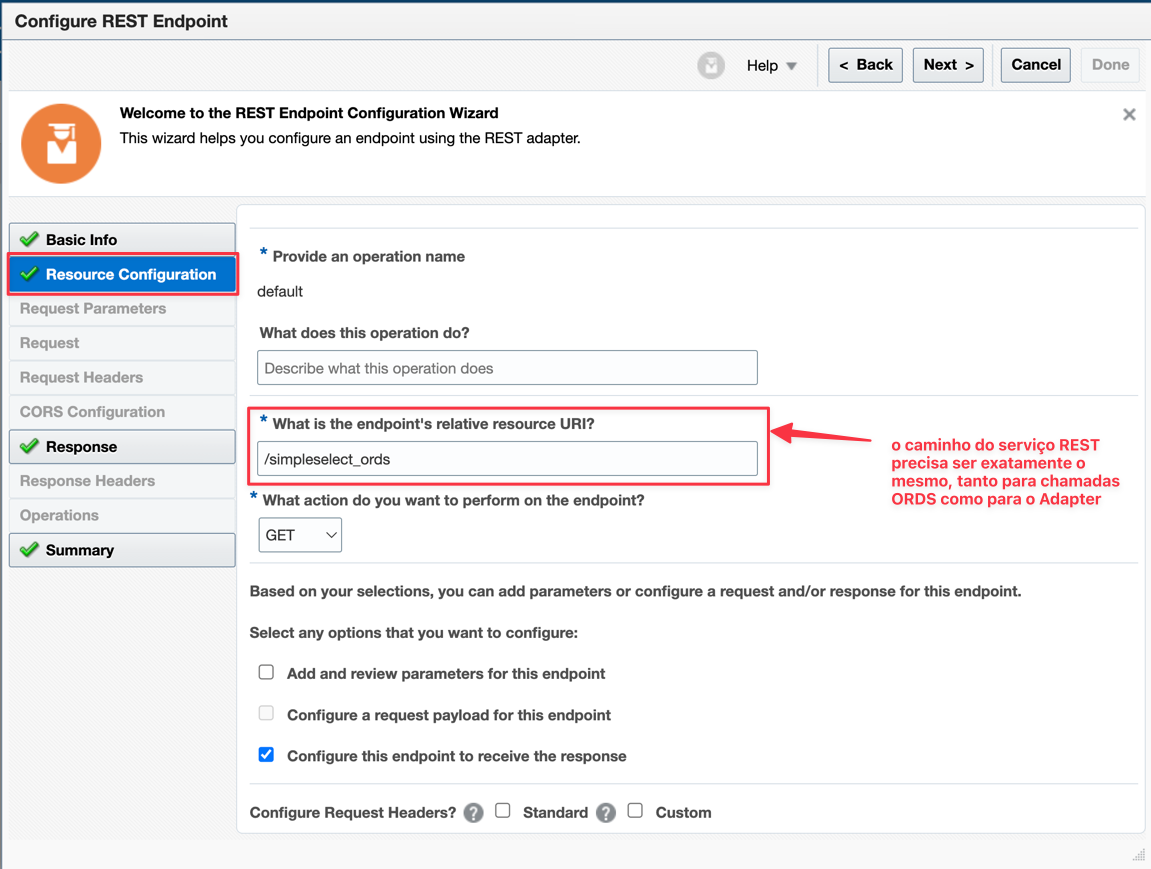 Configure REST Endpoint
Help
< Back
Next >
Cancel
Done
Welcome to the REST Endpoint Configuration Wizard
This wizard helps you configure an endpoint using the REST adapter.
Basic Info
Resource Configuration
Request Parameters
Request
Request Headers
CORS Configuration
Response
Response Headers
Operations
Summary
* Provide an operation name
default
What does this operation do?
Describe what this operation does
* What is the endpoint's relative resource URI?
/simpleselect_ords
o caminho do serviço REST
precisa ser exatamente o
mesmo, tanto para chamadas
ORDS como para o Adapter
* What action do you want to perform on the endpoint?
GET
Based on your selections, you can add parameters or configure a request and/or response for this endpoint.
Select any options that you want to configure:
Add and review parameters for this endpoint
Configure a request payload for this endpoint
Configure this endpoint to receive the response
Configure Request Headers? ? Standard ? Custom